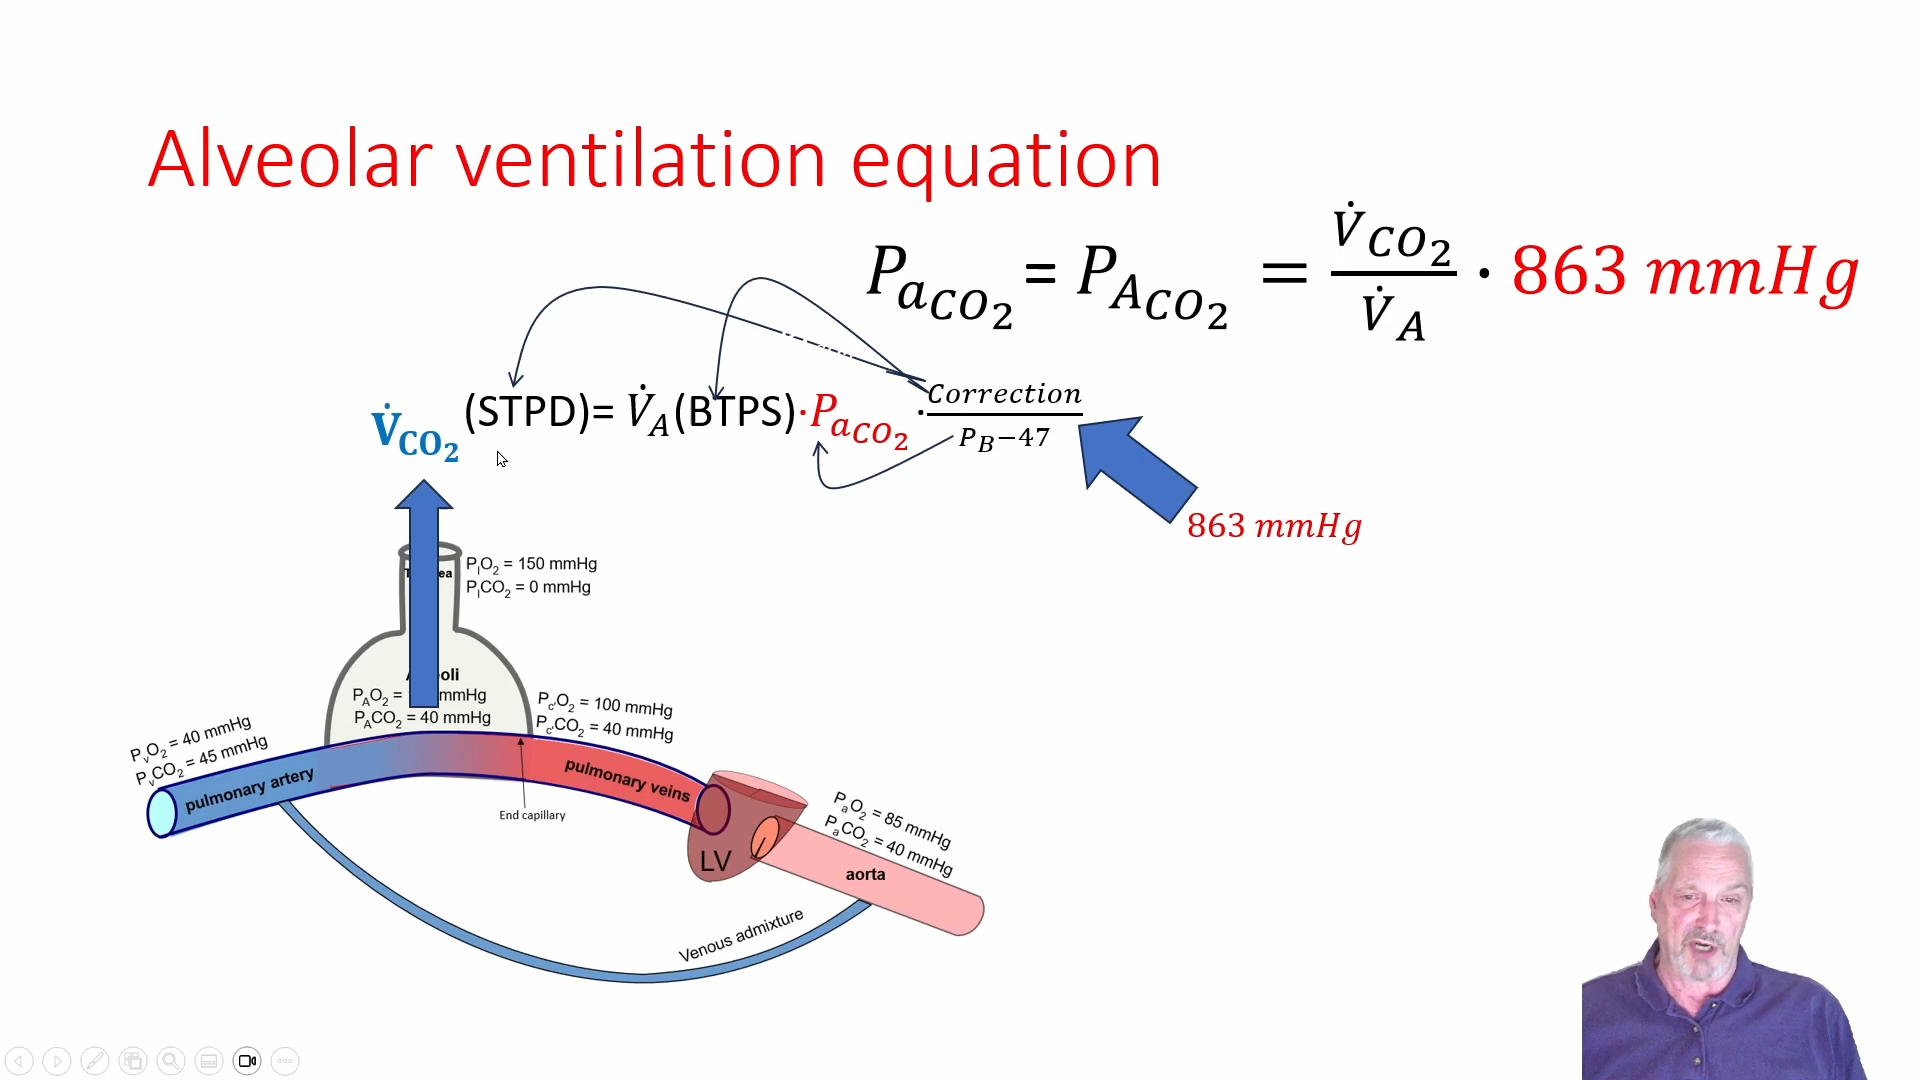 Alveolar ventilation equation
P_aCO₂ = P_ACO₂ = V̇CO₂ / V̇A · 863 mmHg
V̇CO₂ (STPD)= V̇A(BTPS)·P_aCO₂ · Correction / P_B−47
863 mmHg
P_IO₂ = 150 mmHg
P_ICO₂ = 0 mmHg
P_AO₂ = mmHg
P_ACO₂ = 40 mmHg
P_c'O₂ = 100 mmHg
P_c'CO₂ = 40 mmHg
P_vO₂ = 40 mmHg
P_vCO₂ = 45 mmHg
pulmonary artery
pulmonary veins
End capillary
LV
P_aO₂ = 85 mmHg
P_aCO₂ = 40 mmHg
aorta
Venous admixture